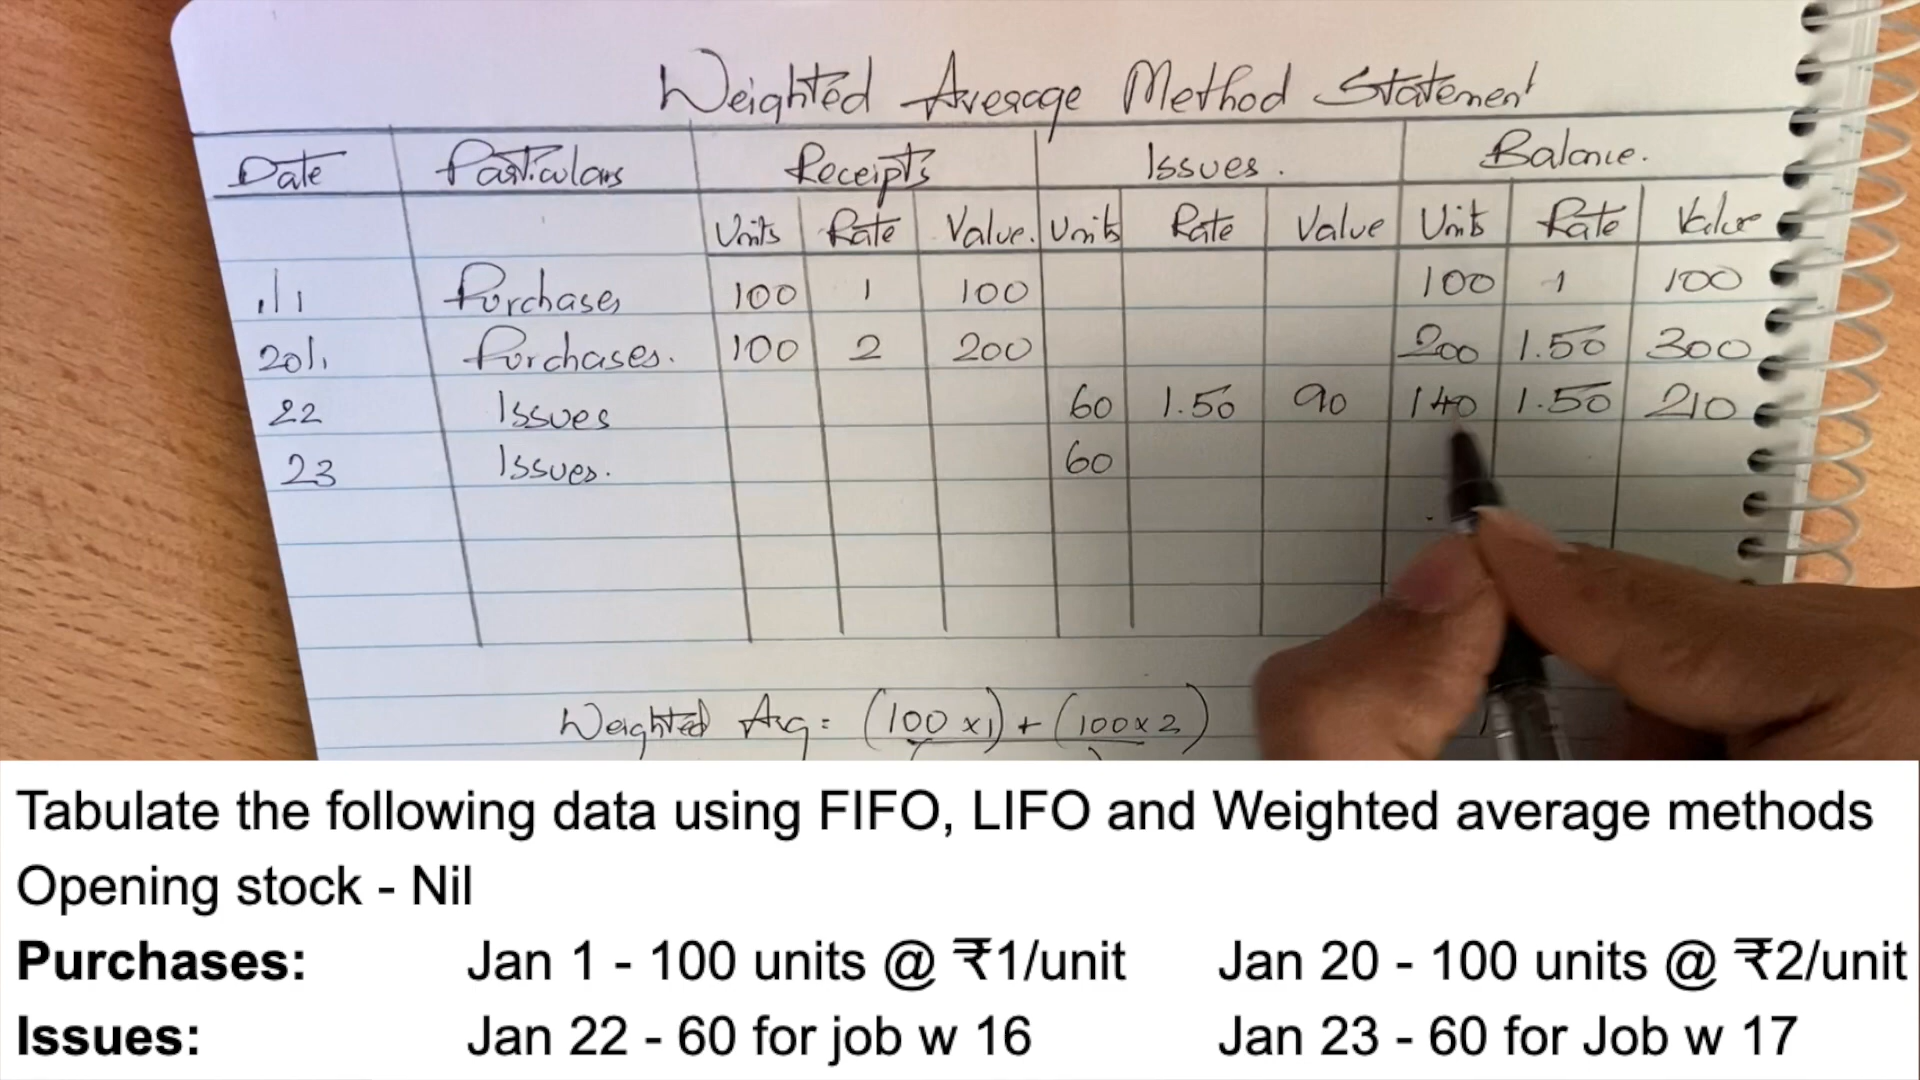 Weighted Average Method Statement
Date Particulars Receipts Issues. Balance.
Units Rate Value. Units Rate Value Units Rate Value
1/1 Purchases 100 1 100 100 1 100
20/1 Purchases. 100 2 200 200 1.50 300
22 Issues 60 1.50 90 140 1.50 210
23 Issues. 60
Weighted Avg = (100 x 1) + (100 x 2)
Tabulate the following data using FIFO, LIFO and Weighted average methods
Opening stock - Nil
Purchases: Jan 1 - 100 units @ ₹1/unit Jan 20 - 100 units @ ₹2/unit
Issues: Jan 22 - 60 for job w 16 Jan 23 - 60 for Job w 17